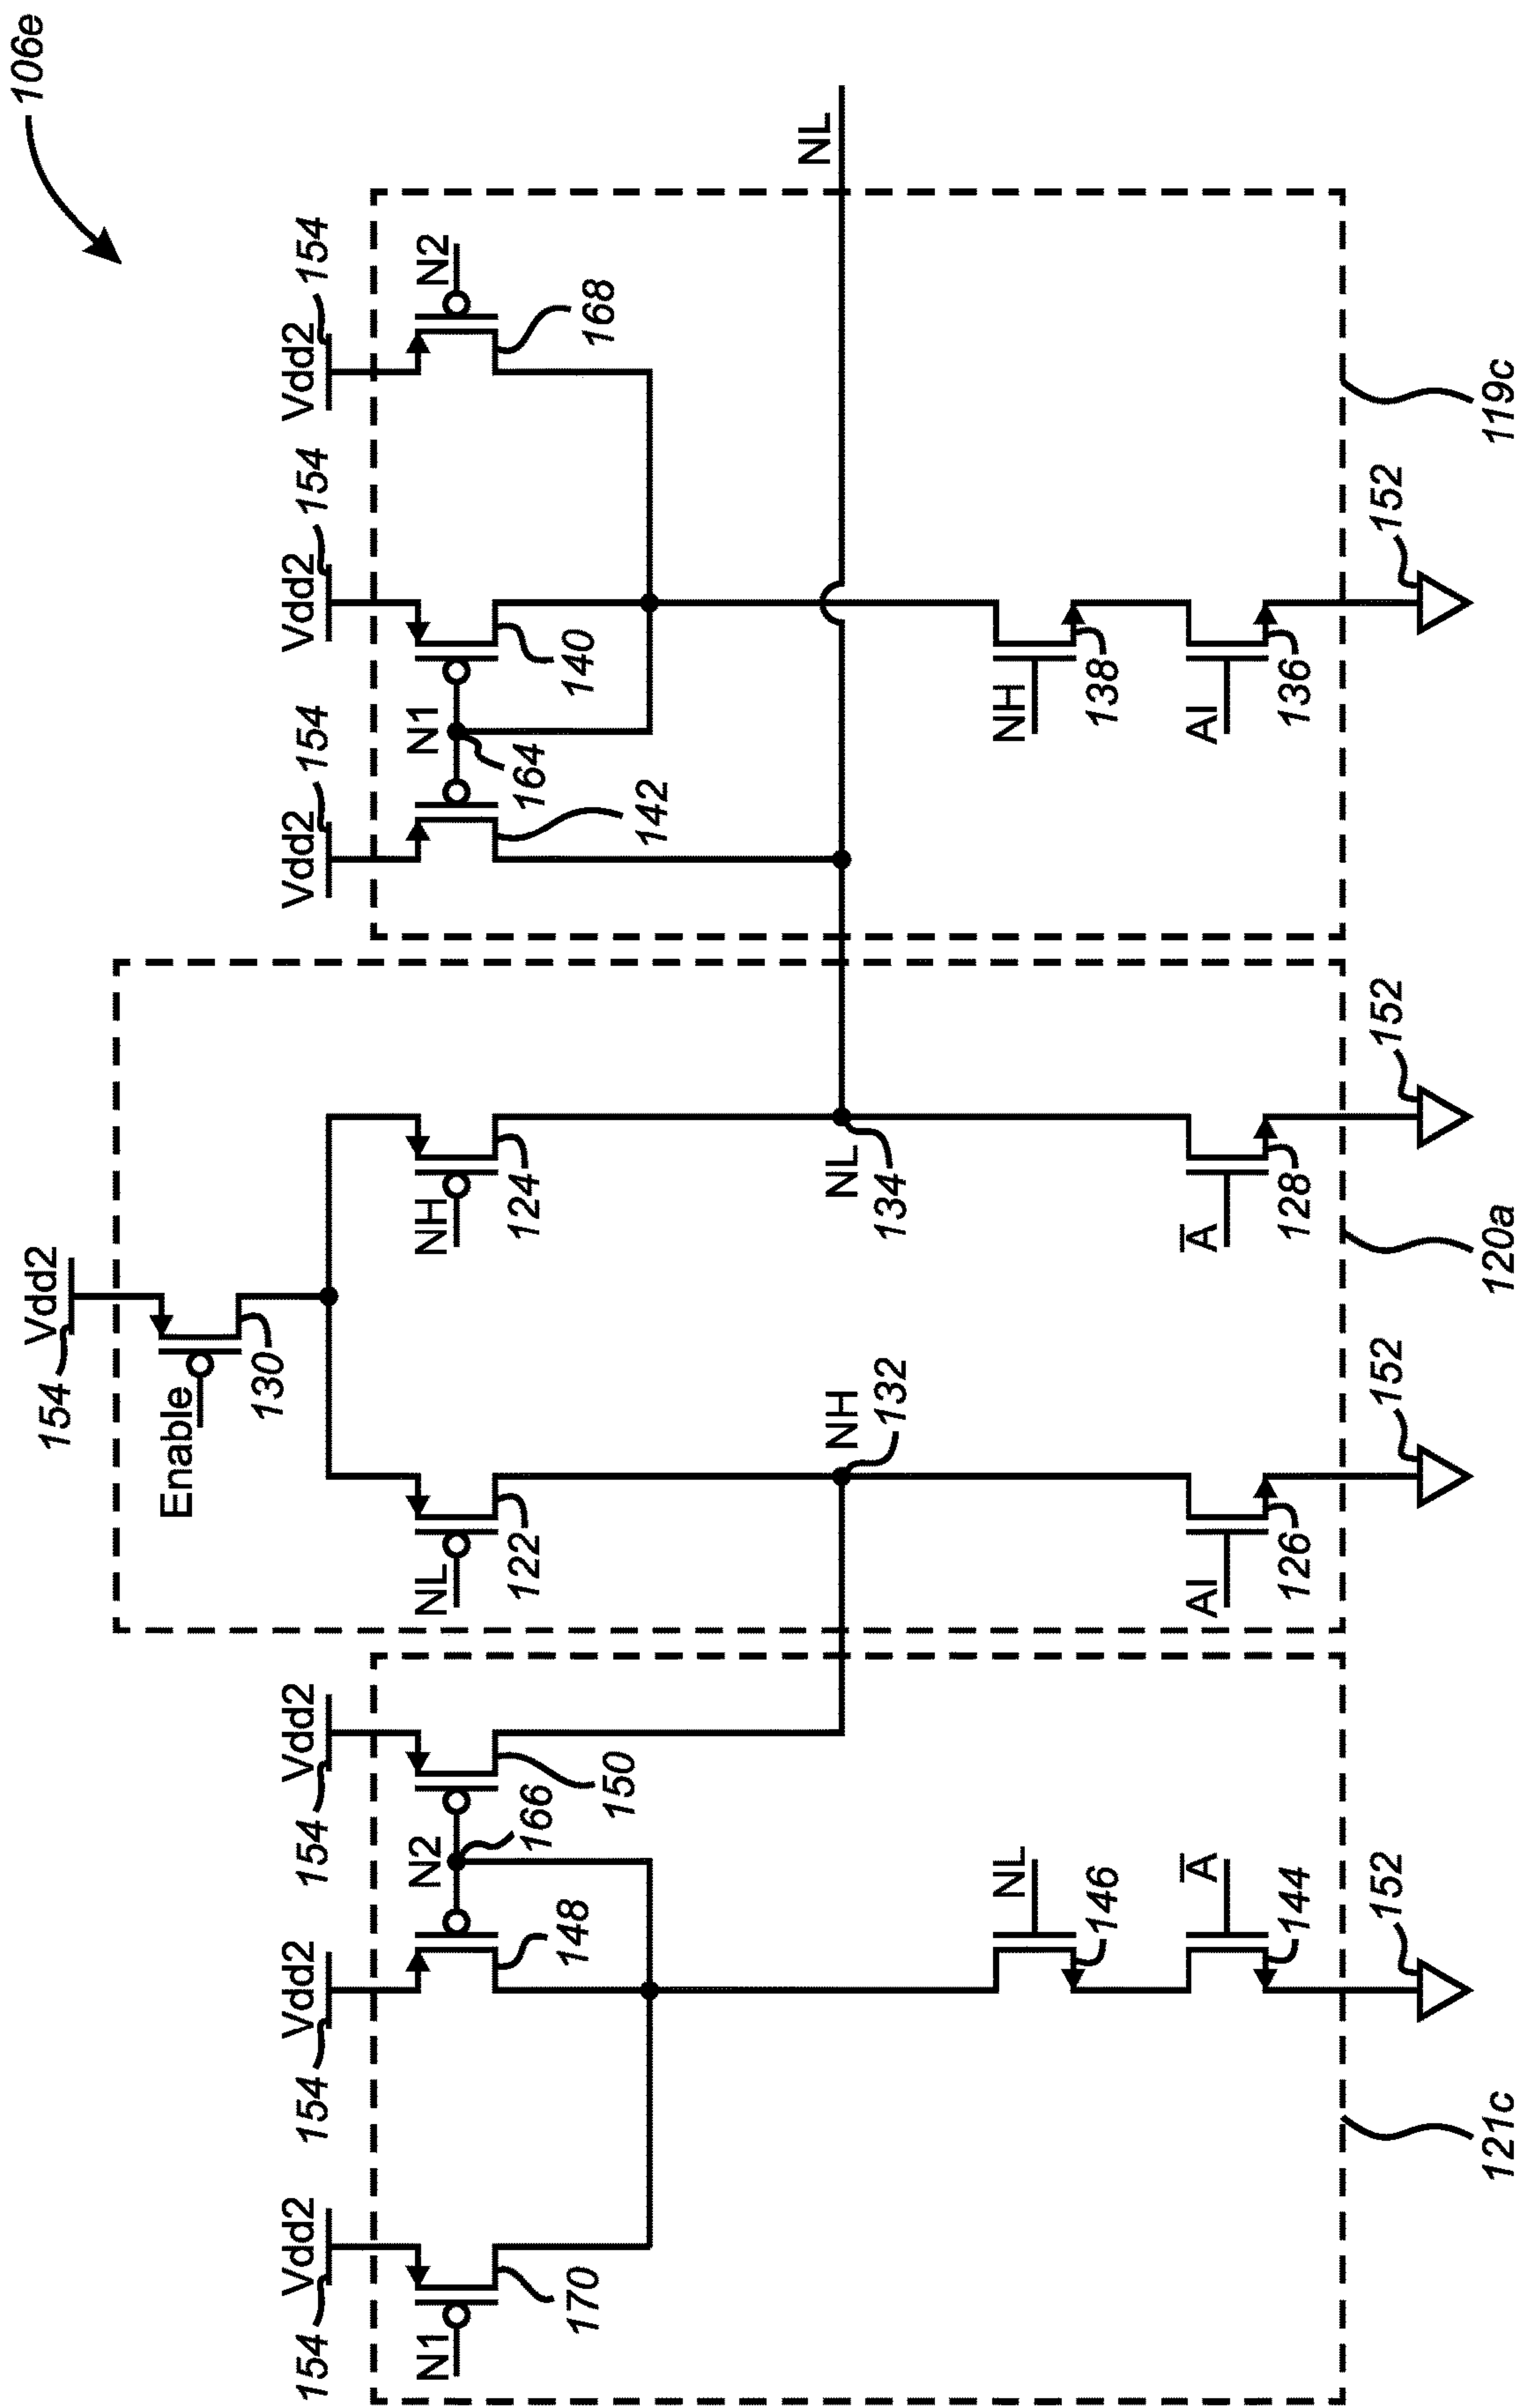 106e
154 Vdd2
Enable
130
154 Vdd2
154 Vdd2
154 Vdd2
Vdd2 154
Vdd2 154
Vdd2 154
N1
N2
NL
NH
N1
N2
170
148
166
150
122
124
142
164
140
168
NH
132
NL
134
NL
NL
146
NH
138
A̅
144
AI
126
A̅
128
AI
136
152
152
152
152
121c
120a
119c